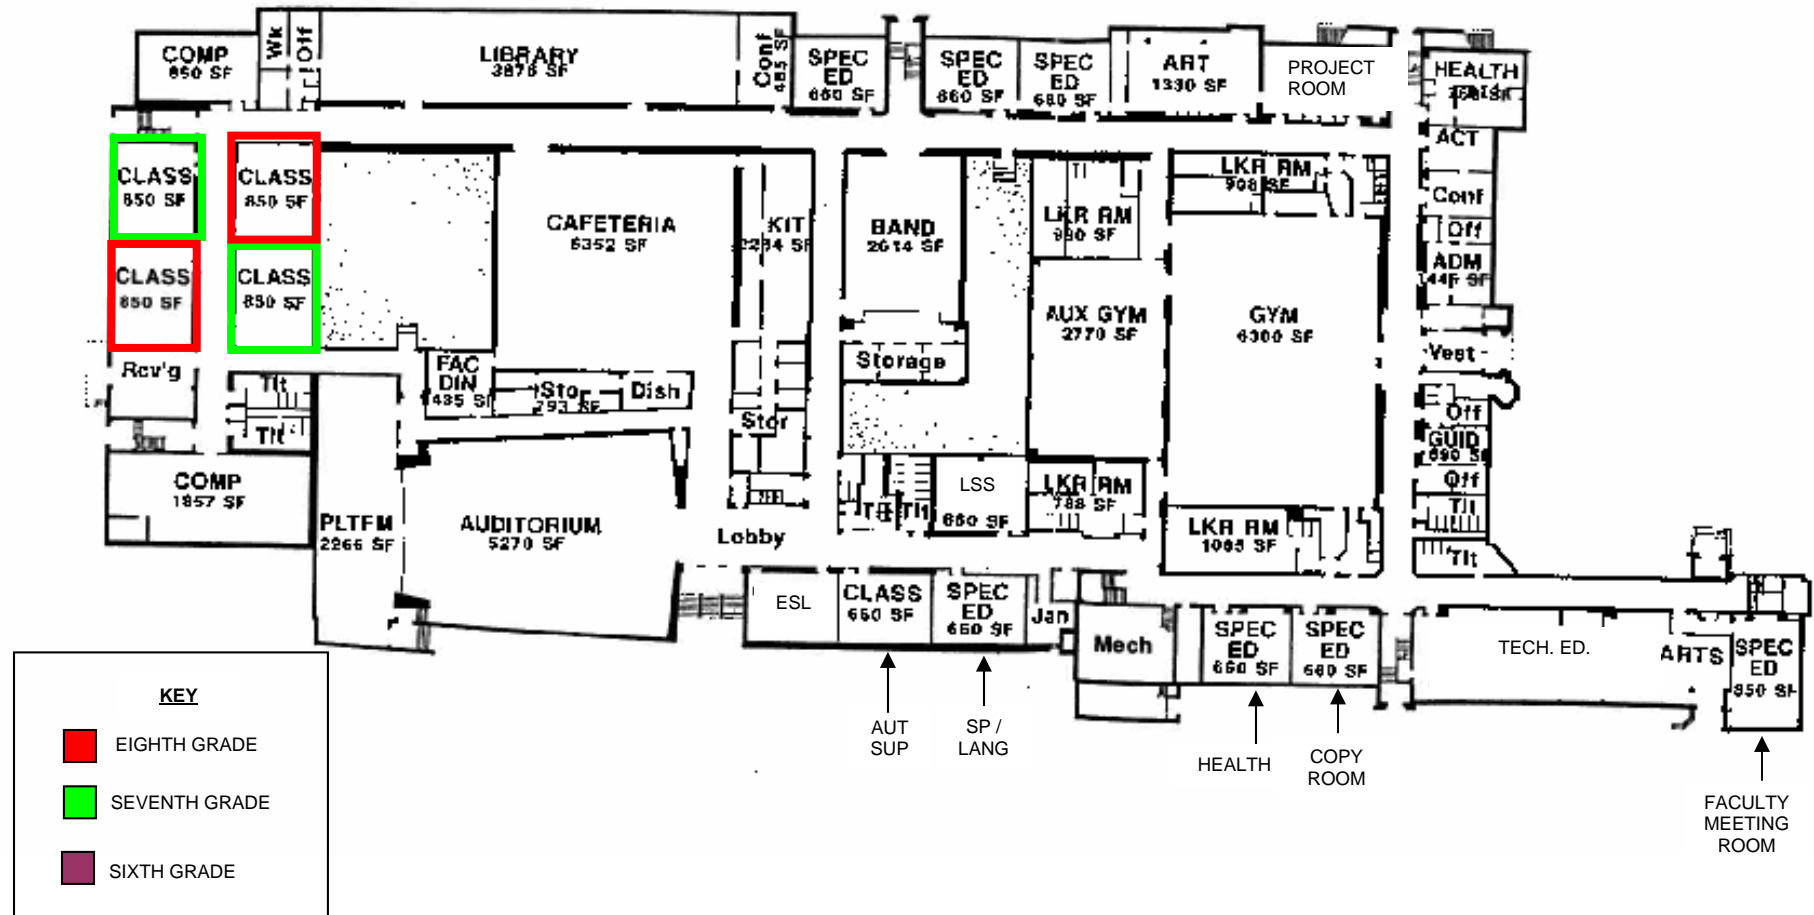 COMP
850 SF
Wk
Off
LIBRARY
3876 SF
Conf
485 SF
SPEC
ED
660 SF
SPEC
ED
660 SF
SPEC
ED
680 SF
ART
1330 SF
PROJECT
ROOM
HEALTH
ACT
Conf
Off
ADM
CLASS
850 SF
CLASS
850 SF
CLASS
850 SF
CLASS
850 SF
CAFETERIA
6352 SF
KIT
BAND
2614 SF
LKR RM
990 SF
LKR RM
908 SF
AUX GYM
2770 SF
GYM
6300 SF
Vest
Rcv'g
Tlt
Tlt
FAC
DIN
485 SF
Stor
793 SF
Dish
Storage
Stor
Off
GUID
690 SF
Off
Tlt
Tlt
COMP
1857 SF
PLTFM
2266 SF
AUDITORIUM
5270 SF
Lobby
Tlt
Tlt
LSS
660 SF
LKR RM
788 SF
LKR RM
1085 SF
ESL
CLASS
660 SF
SPEC
ED
660 SF
Jan
Mech
SPEC
ED
660 SF
SPEC
ED
660 SF
TECH. ED.
ARTS
SPEC
ED
850 SF
AUT
SUP
SP /
LANG
HEALTH
COPY
ROOM
FACULTY
MEETING
ROOM
KEY
EIGHTH GRADE
SEVENTH GRADE
SIXTH GRADE